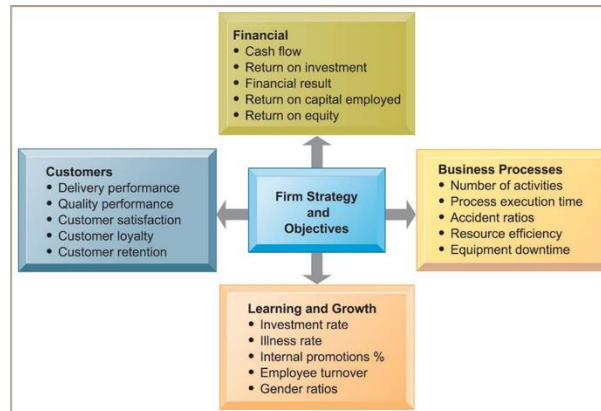 Financial
• Cash flow
• Return on investment
• Financial result
• Return on capital employed
• Return on equity
Customers
• Delivery performance
• Quality performance
• Customer satisfaction
• Customer loyalty
• Customer retention
Firm Strategy
and
Objectives
Business Processes
• Number of activities
• Process execution time
• Accident ratios
• Resource efficiency
• Equipment downtime
Learning and Growth
• Investment rate
• Illness rate
• Internal promotions %
• Employee turnover
• Gender ratios